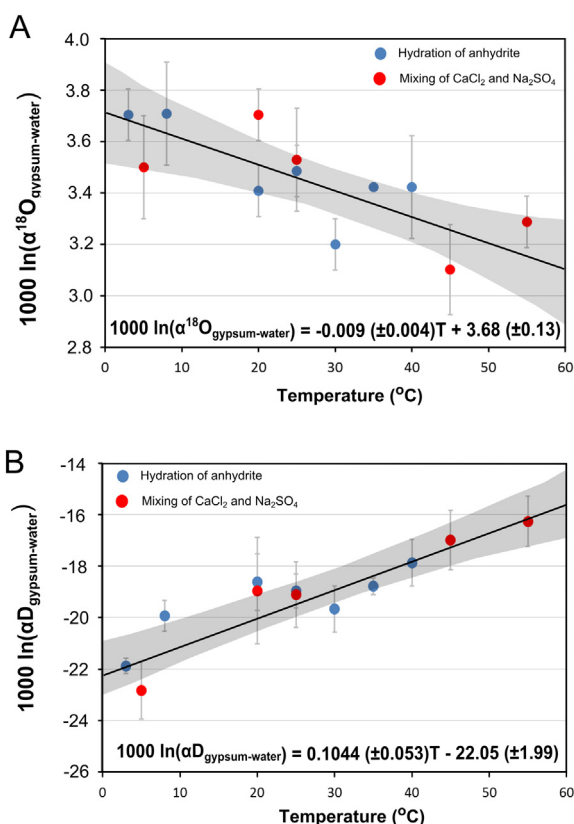 A
4.0
3.8
3.6
3.4
3.2
3.0
2.8
1000 ln(α¹⁸Ogypsum-water)
Hydration of anhydrite
Mixing of CaCl₂ and Na₂SO₄
1000 ln(α¹⁸Ogypsum-water) = -0.009 (±0.004)T + 3.68 (±0.13)
0 10 20 30 40 50 60
Temperature (°C)
B
-14
-16
-18
-20
-22
-24
-26
1000 ln(αDgypsum-water)
Hydration of anhydrite
Mixing of CaCl₂ and Na₂SO₄
1000 ln(αDgypsum-water) = 0.1044 (±0.053)T - 22.05 (±1.99)
0 10 20 30 40 50 60
Temperature (°C)